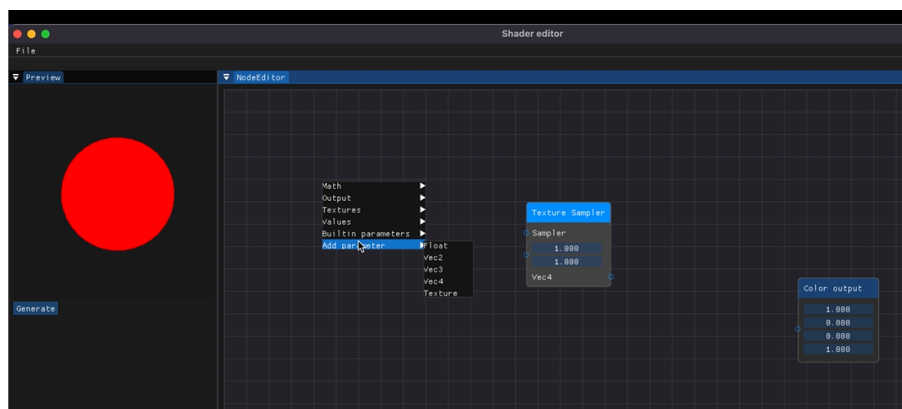 Shader editor
File
Preview
NodeEditor
Math
Output
Textures
Values
Builtin parameters
Add parameter
Float
Vec2
Vec3
Vec4
Texture
Texture Sampler
Sampler
1.000
1.000
Vec4
Color output
1.000
0.000
0.000
1.000
Generate